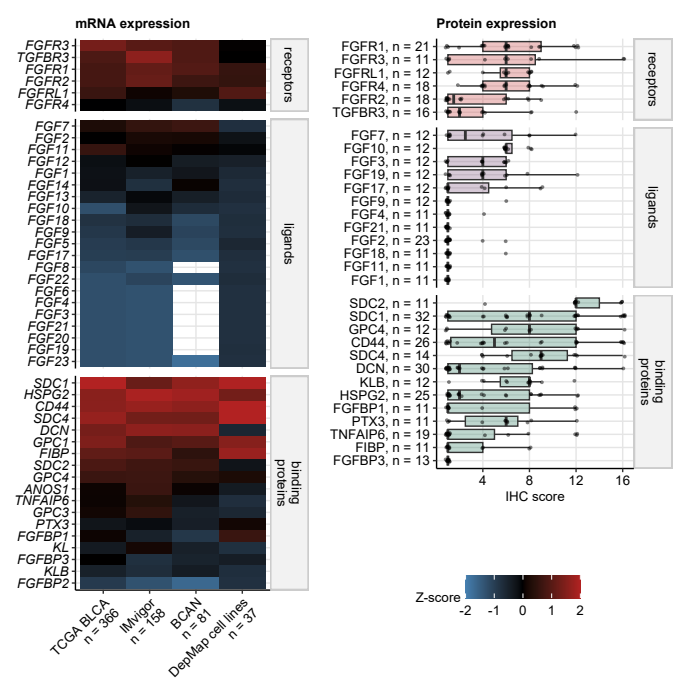 mRNA expression
FGFR3
TGFBR3
FGFR1
FGFR2
FGFRL1
FGFR4
receptors
FGF7
FGF2
FGF11
FGF12
FGF1
FGF14
FGF13
FGF10
FGF18
FGF9
FGF5
FGF17
FGF8
FGF22
FGF6
FGF4
FGF3
FGF21
FGF20
FGF19
FGF23
ligands
SDC1
HSPG2
CD44
SDC4
DCN
GPC1
FIBP
SDC2
GPC4
ANOS1
TNFAIP6
GPC3
PTX3
FGFBP1
KL
FGFBP3
KLB
FGFBP2
binding
proteins
TCGA BLCA
n = 366
IMvigor
n = 158
BCAN
n = 81
DepMap cell lines
n = 37
Protein expression
FGFR1, n = 21
FGFR3, n = 11
FGFRL1, n = 12
FGFR4, n = 18
FGFR2, n = 18
TGFBR3, n = 16
receptors
FGF7, n = 12
FGF10, n = 12
FGF3, n = 12
FGF19, n = 12
FGF17, n = 12
FGF9, n = 12
FGF4, n = 11
FGF21, n = 11
FGF2, n = 23
FGF18, n = 11
FGF11, n = 11
FGF1, n = 11
ligands
SDC2, n = 11
SDC1, n = 32
GPC4, n = 12
CD44, n = 26
SDC4, n = 14
DCN, n = 30
KLB, n = 12
HSPG2, n = 25
FGFBP1, n = 11
PTX3, n = 11
TNFAIP6, n = 19
FIBP, n = 11
FGFBP3, n = 13
binding
proteins
4 8 12 16
IHC score
Z-score
-2 -1 0 1 2